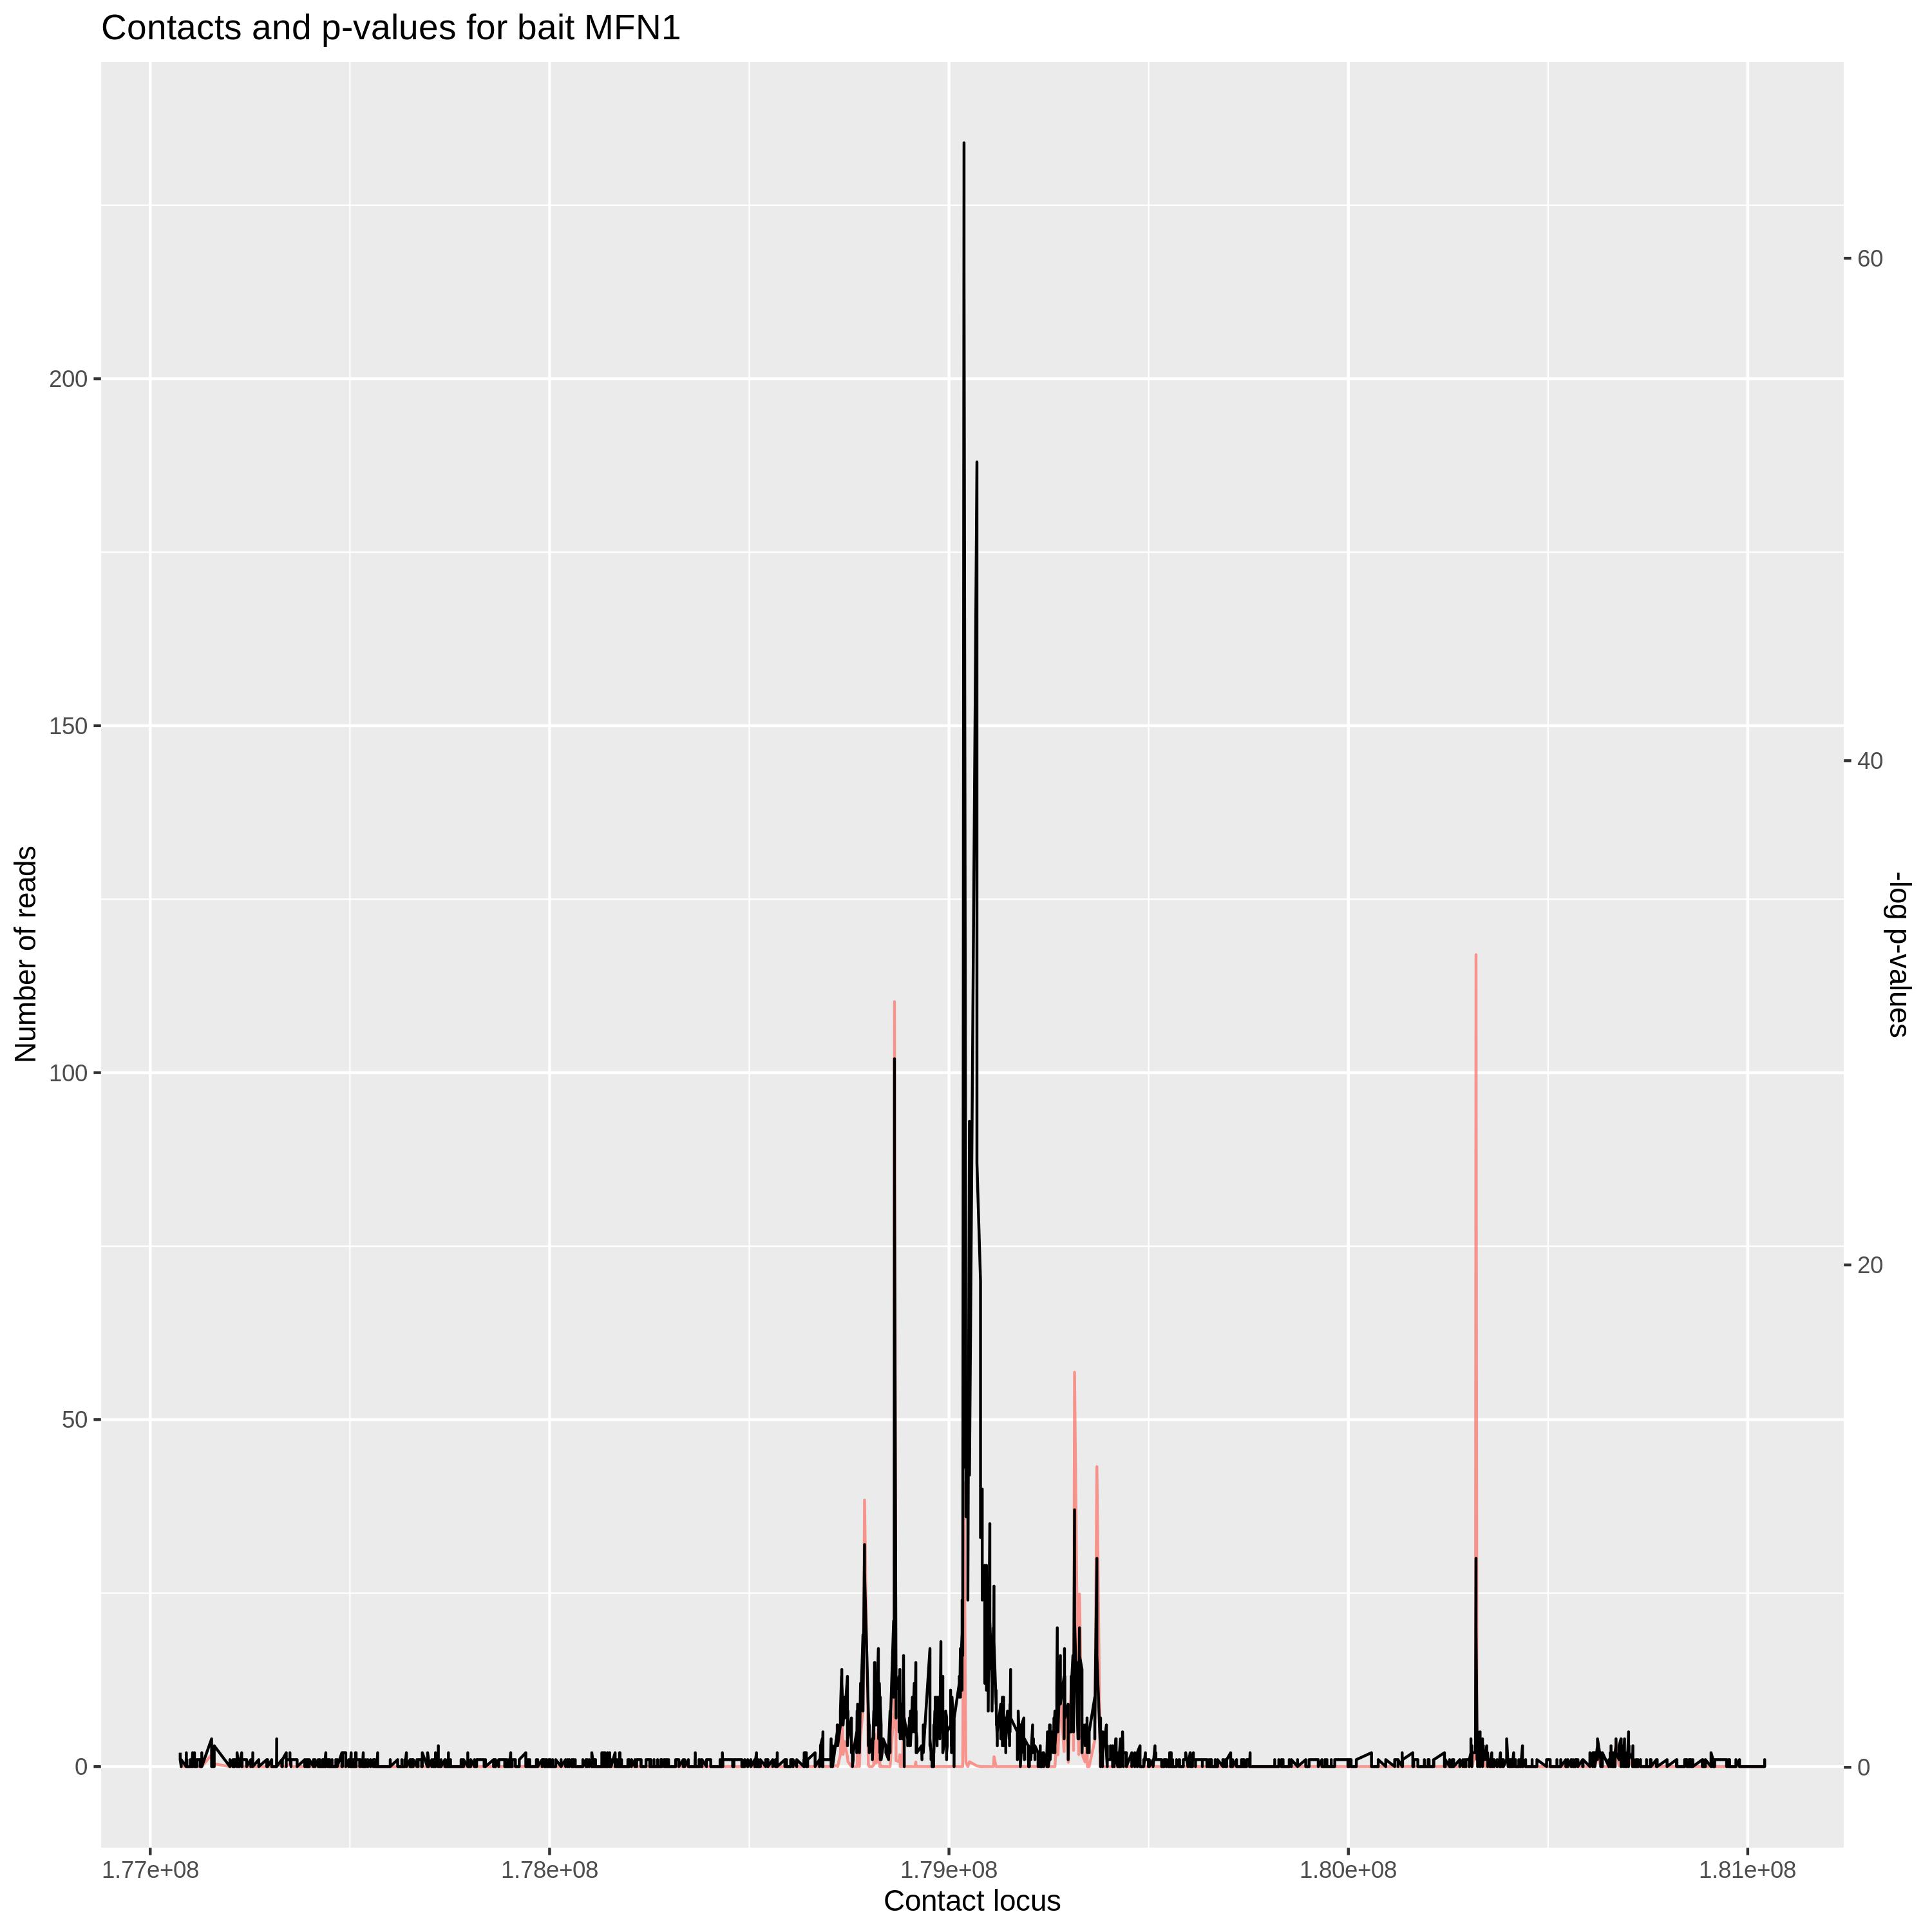 Contacts and p-values for bait MFN1
200
150
100
50
0
Number of reads
60
40
20
0
-log p-values
1.77e+08 1.78e+08 1.79e+08 1.80e+08 1.81e+08
Contact locus